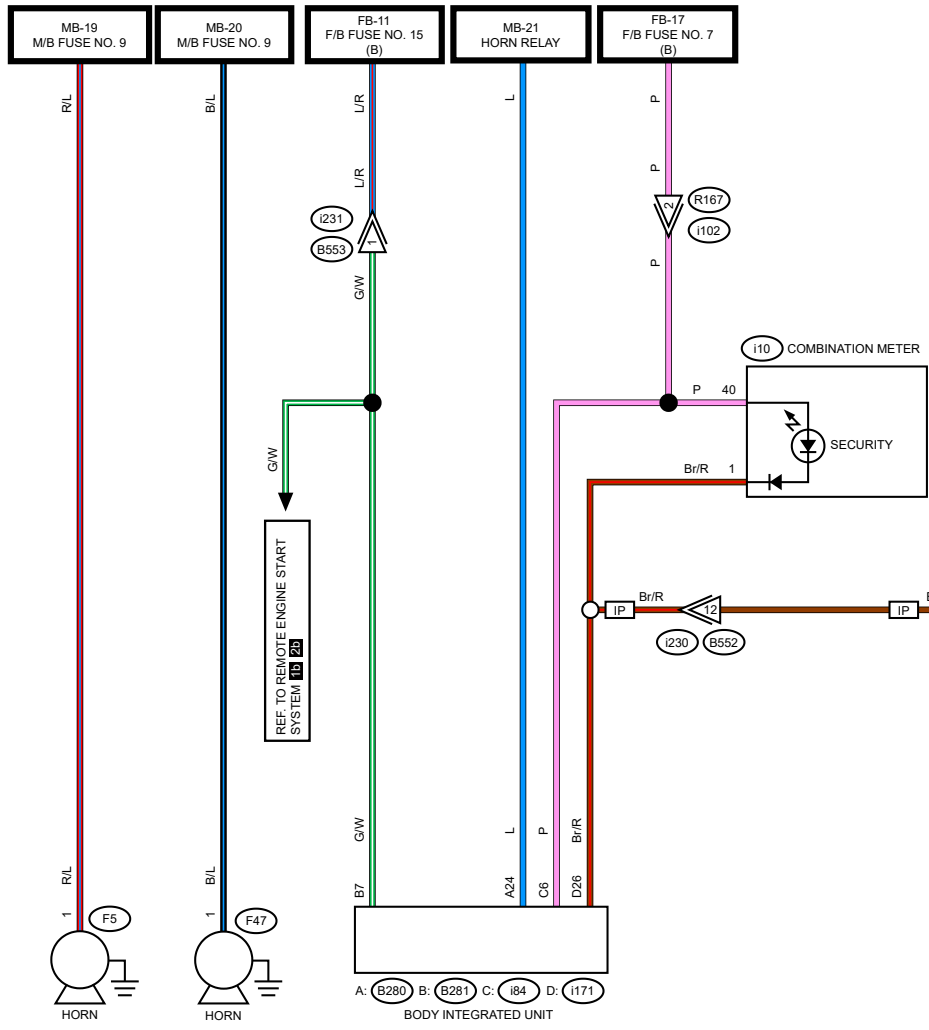 MB-19
M/B FUSE NO. 9
MB-20
M/B FUSE NO. 9
FB-11
F/B FUSE NO. 15
(B)
MB-21
HORN RELAY
FB-17
F/B FUSE NO. 7
(B)
R/L
B/L
L/R
L
P
L/R
P
i231
B553
1
2
R167
i102
G/W
P
i10
COMBINATION METER
P
40
SECURITY
Br/R
1
G/W
REF. TO REMOTE ENGINE START
SYSTEM 1b 2b
IP
Br/R
12
IP
i230
B552
G/W
L
P
Br/R
R/L
B/L
B7
A24
C6
D26
1
F5
1
F47
HORN
HORN
A: B280 B: B281 C: i84 D: i171
BODY INTEGRATED UNIT